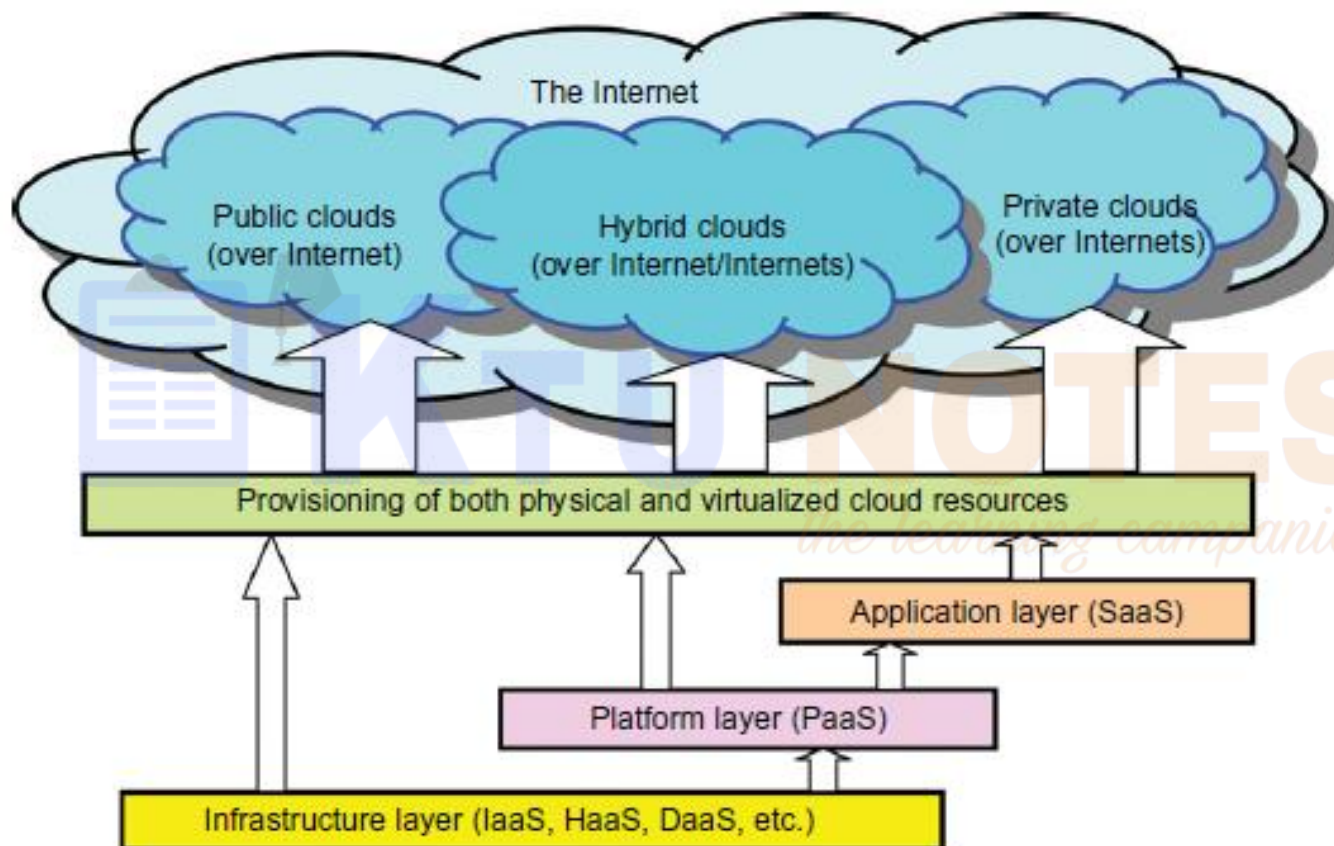 The Internet
Public clouds
(over Internet)
Hybrid clouds
(over Internet/Internets)
Private clouds
(over Internets)
KTU NOTES
Provisioning of both physical and virtualized cloud resources
the learning
Application layer (SaaS)
Platform layer (PaaS)
Infrastructure layer (IaaS, HaaS, DaaS, etc.)